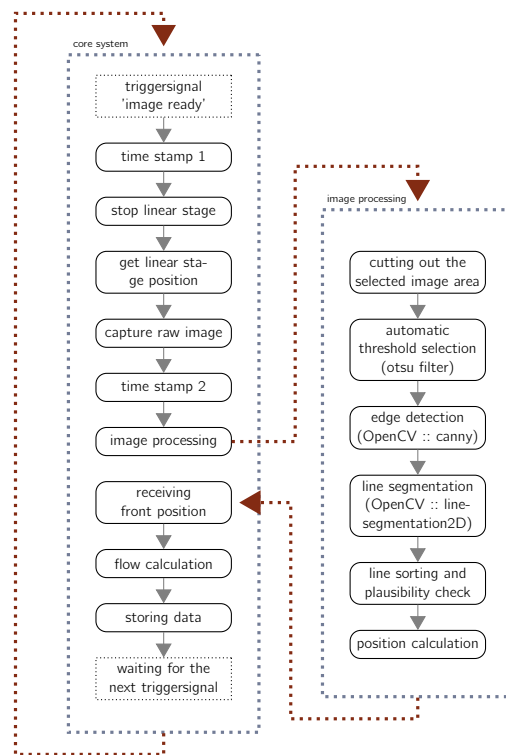 core system
triggersignal
'image ready'
time stamp 1
stop linear stage
get linear sta-
ge position
capture raw image
time stamp 2
image processing
receiving
front position
flow calculation
storing data
waiting for the
next triggersignal
image processing
cutting out the
selected image area
automatic
threshold selection
(otsu filter)
edge detection
(OpenCV :: canny)
line segmentation
(OpenCV :: line-
segmentation2D)
line sorting and
plausibility check
position calculation